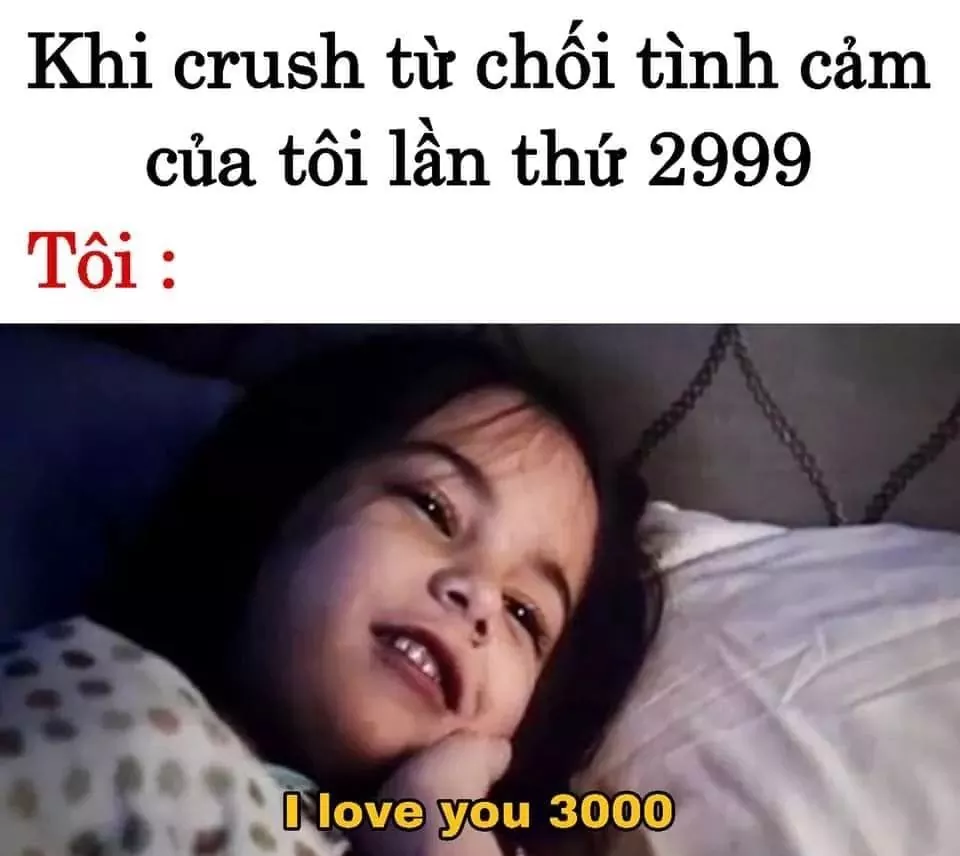 Khi crush từ chối tình cảm
của tôi lần thứ 2999
Tôi :
I love you 3000